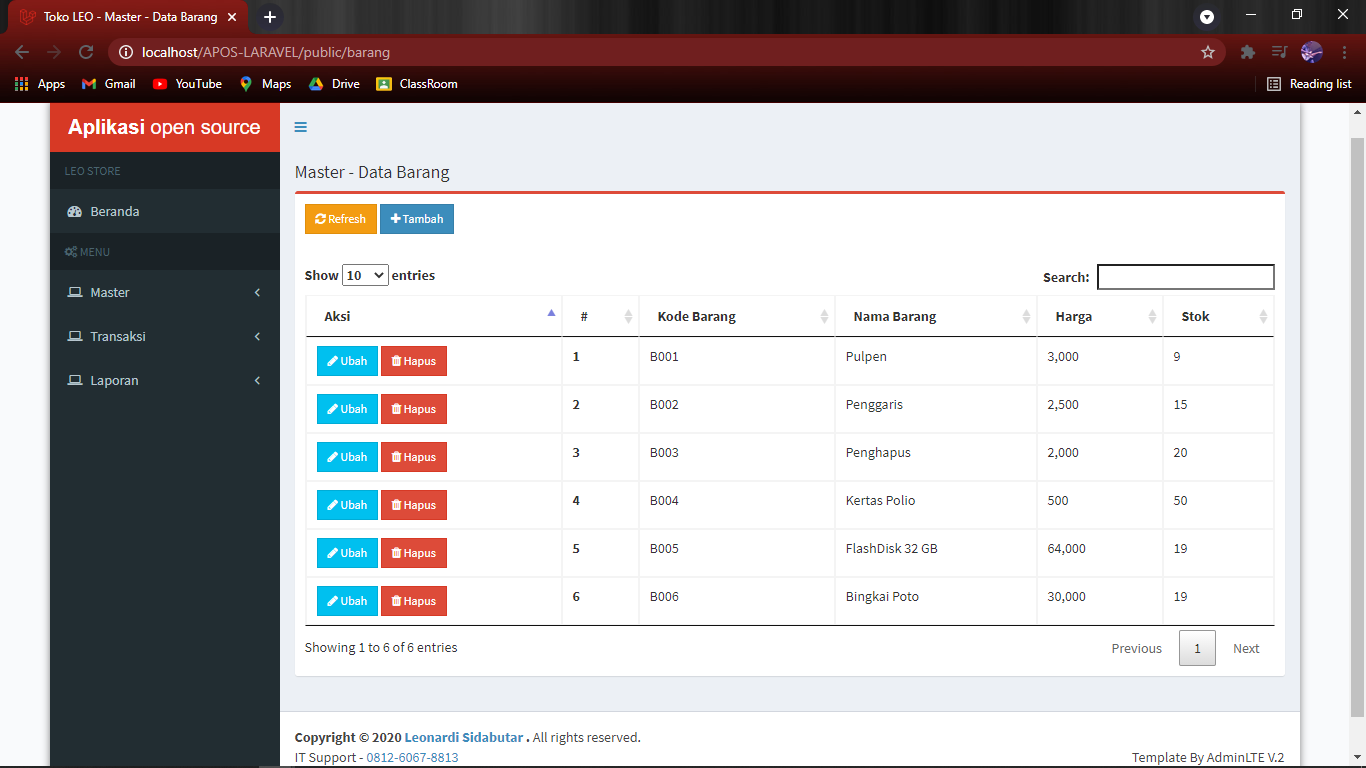 Toko LEO - Master - Data Barang
localhost/APOS-LARAVEL/public/barang
Apps Gmail YouTube Maps Drive ClassRoom Reading list
Aplikasi open source
LEO STORE
Beranda
MENU
Master
Transaksi
Laporan
Master - Data Barang
Refresh Tambah
Show 10 entries Search:
Aksi # Kode Barang Nama Barang Harga Stok
Ubah Hapus 1 B001 Pulpen 3,000 9
Ubah Hapus 2 B002 Penggaris 2,500 15
Ubah Hapus 3 B003 Penghapus 2,000 20
Ubah Hapus 4 B004 Kertas Polio 500 50
Ubah Hapus 5 B005 FlashDisk 32 GB 64,000 19
Ubah Hapus 6 B006 Bingkai Poto 30,000 19
Showing 1 to 6 of 6 entries Previous 1 Next
Copyright © 2020 Leonardi Sidabutar . All rights reserved.
IT Support - 0812-6067-8813 Template By AdminLTE V.2